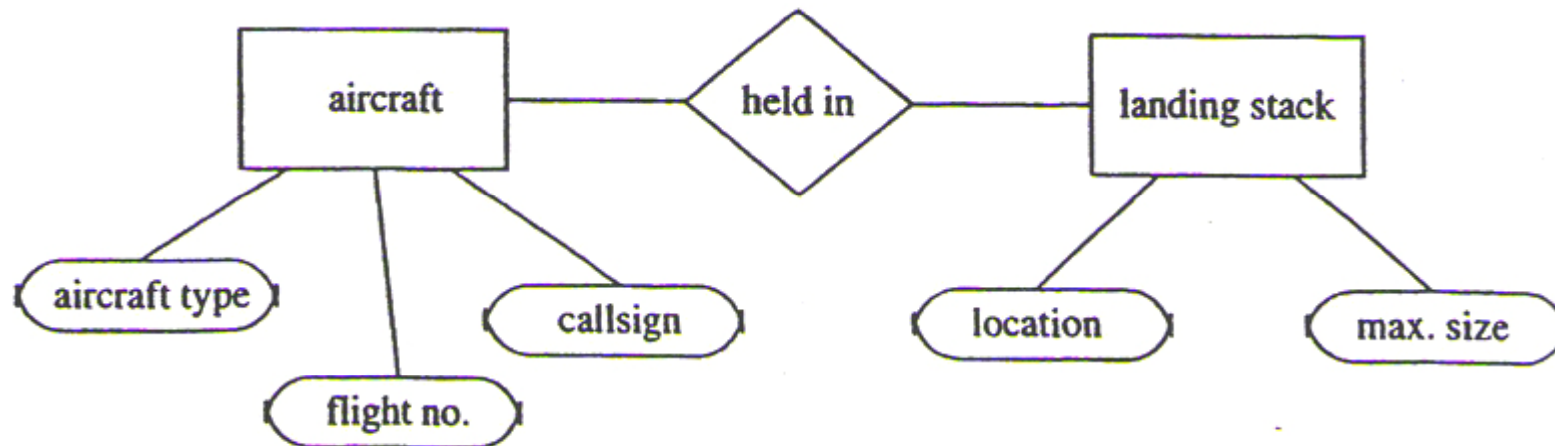 aircraft
held in
landing stack
aircraft type
callsign
location
max. size
flight no.